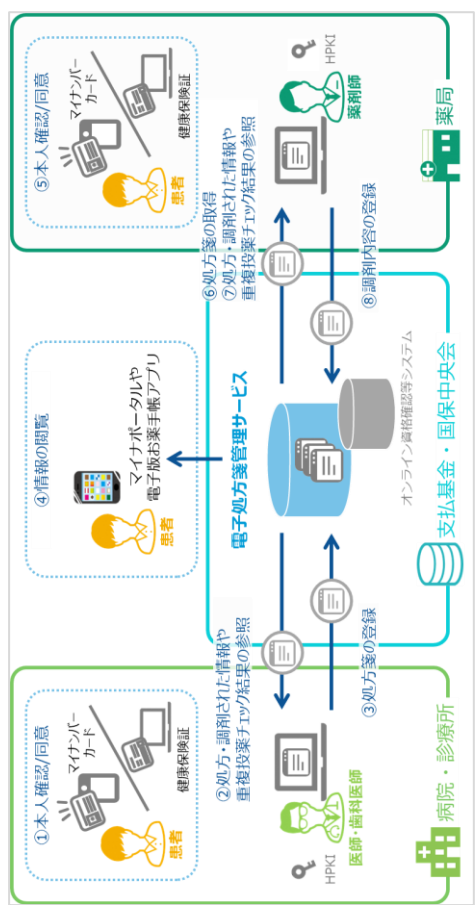 ①本人確認/同意
マイナンバー
カード
健康保険証
患者
②処方・調剤された情報や
重複投薬チェック結果の参照
③処方箋の登録
HPKI
医師・歯科医師
病院・診療所
④情報の閲覧
患者
マイナポータルや
電子版お薬手帳アプリ
電子処方箋管理サービス
オンライン資格確認等システム
支払基金・国保中央会
⑤本人確認/同意
マイナンバー
カード
健康保険証
患者
⑥処方箋の取得
⑦処方・調剤された情報や
重複投薬チェック結果の参照
⑧調剤内容の登録
HPKI
薬剤師
薬局